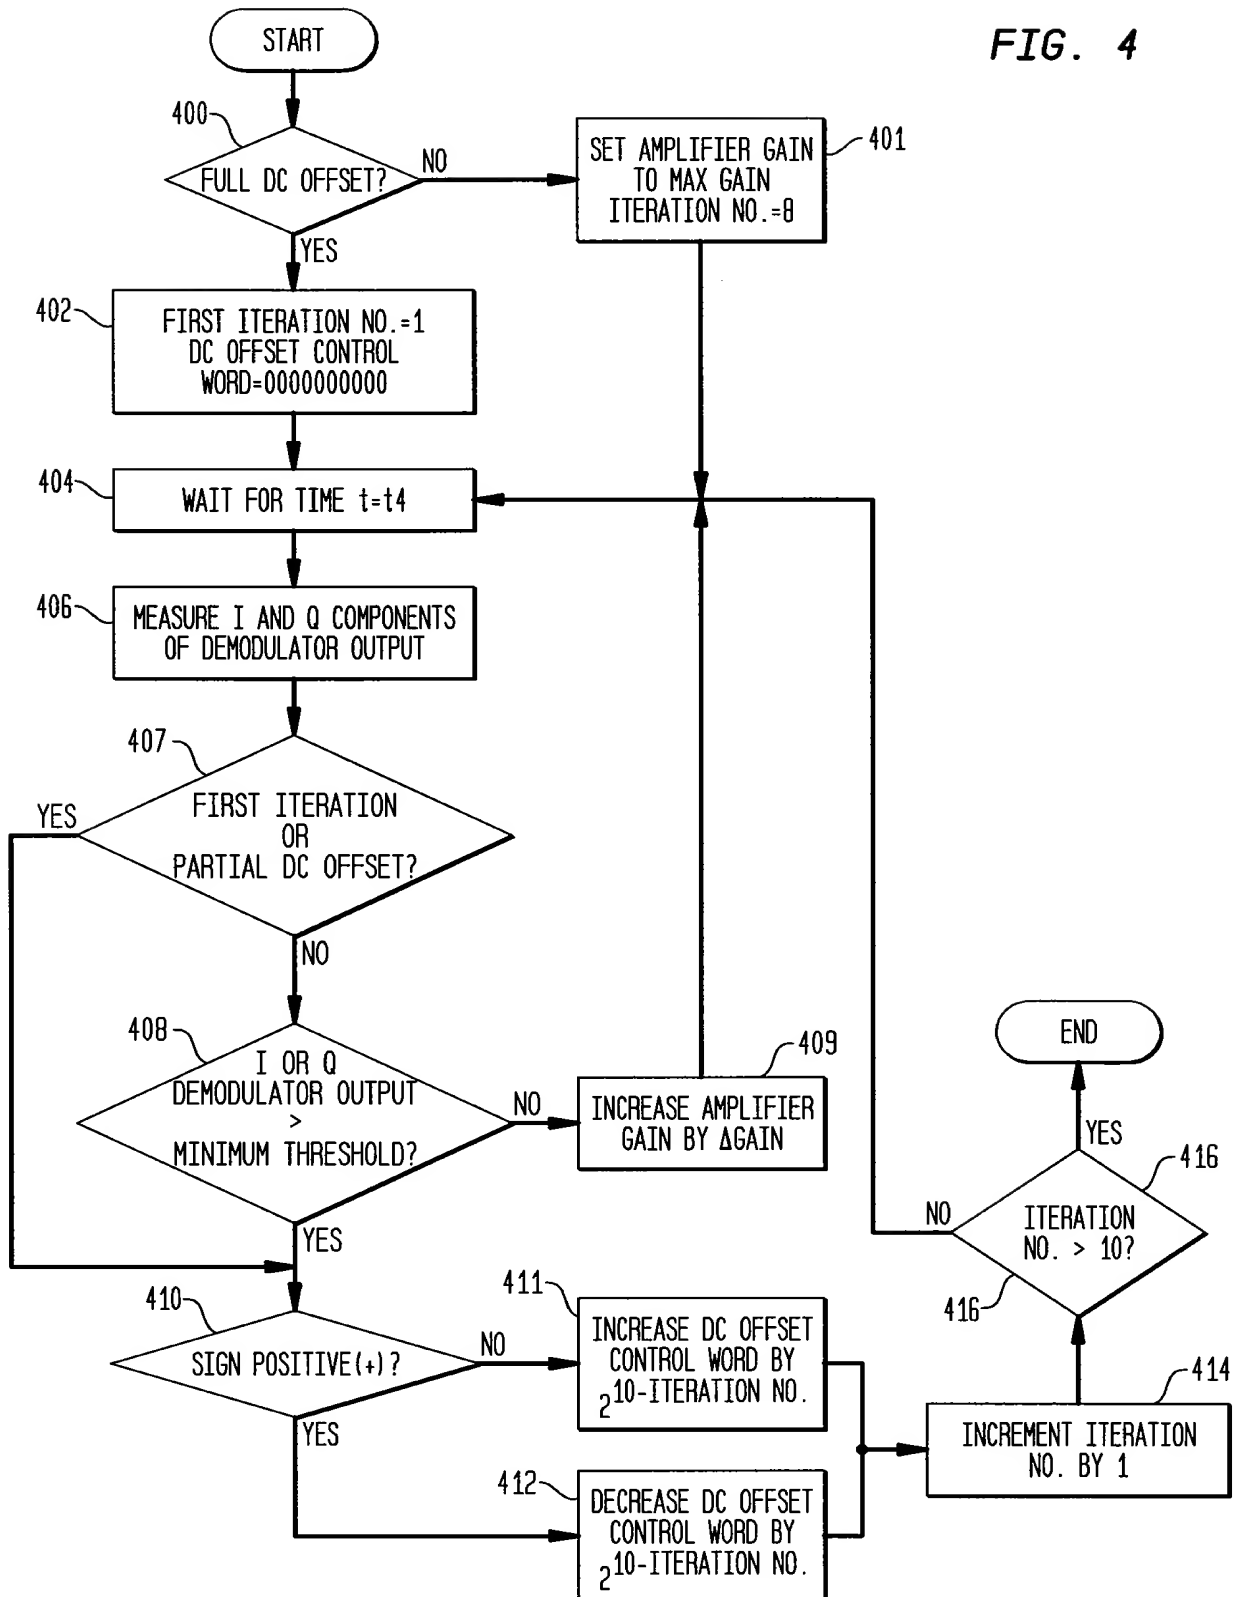 FIG. 4
START
400
FULL DC OFFSET?
NO
YES
SET AMPLIFIER GAIN
TO MAX GAIN
ITERATION NO.=8
401
402
FIRST ITERATION NO.=1
DC OFFSET CONTROL
WORD=0000000000
404
WAIT FOR TIME t=t4
406
MEASURE I AND Q COMPONENTS
OF DEMODULATOR OUTPUT
407
YES
FIRST ITERATION
OR
PARTIAL DC OFFSET?
NO
408
I OR Q
DEMODULATOR OUTPUT
>
MINIMUM THRESHOLD?
NO
YES
409
INCREASE AMPLIFIER
GAIN BY ΔGAIN
410
SIGN POSITIVE(+)?
NO
YES
411
INCREASE DC OFFSET
CONTROL WORD BY
2^10-ITERATION NO.
412
DECREASE DC OFFSET
CONTROL WORD BY
2^10-ITERATION NO.
414
INCREMENT ITERATION
NO. BY 1
416
ITERATION
NO. > 10?
416
NO
YES
END